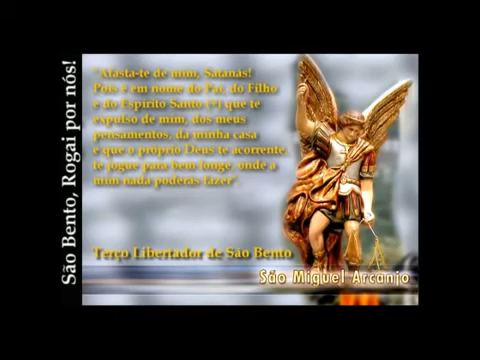 São Bento, Rogai por nós!
"Afasta-te de mim, Satanás!
Pois é em nome do Pai, do Filho
e do Espírito Santo (+) que te
expulso de mim, dos meus
pensamentos, da minha casa
e que o próprio Deus te acorrente,
te jogue para bem longe, onde a
mim nada poderás fazer".
Terço Libertador de São Bento
São Miguel Arcanjo